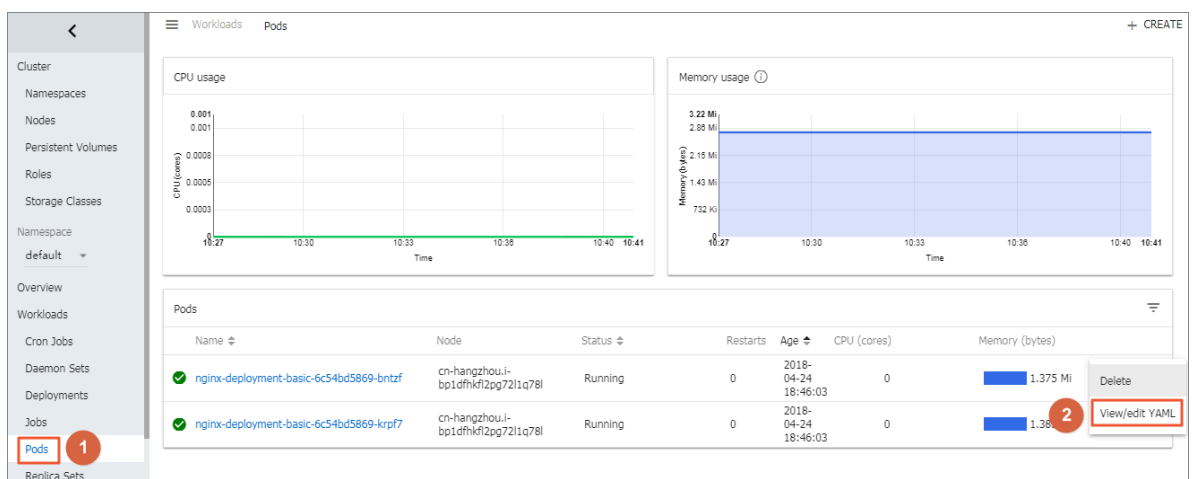 Workloads Pods
+ CREATE
Cluster
Namespaces
Nodes
Persistent Volumes
Roles
Storage Classes
Namespace
default
Overview
Workloads
Cron Jobs
Daemon Sets
Deployments
Jobs
Pods
1
Replica Sets
CPU usage
CPU (cores)
0.001
0.001
0.0008
0.0005
0.0003
0
10:27 10:30 10:33 10:36 10:40 10:41
Time
Memory usage
Memory (bytes)
3.22 Mi
2.86 Mi
2.15 Mi
1.43 Mi
732 Ki
0
10:27 10:30 10:33 10:36 10:40 10:41
Time
Pods
Name Node Status Restarts Age CPU (cores) Memory (bytes)
nginx-deployment-basic-6c54bd5869-bntzf
cn-hangzhou.i-
bp1dfhkfl2pg72l1q78l
Running
0
2018-
04-24
18:46:03
0
1.375 Mi
nginx-deployment-basic-6c54bd5869-krpf7
cn-hangzhou.i-
bp1dfhkfl2pg72l1q78l
Running
0
2018-
04-24
18:46:03
0
Delete
2
View/edit YAML